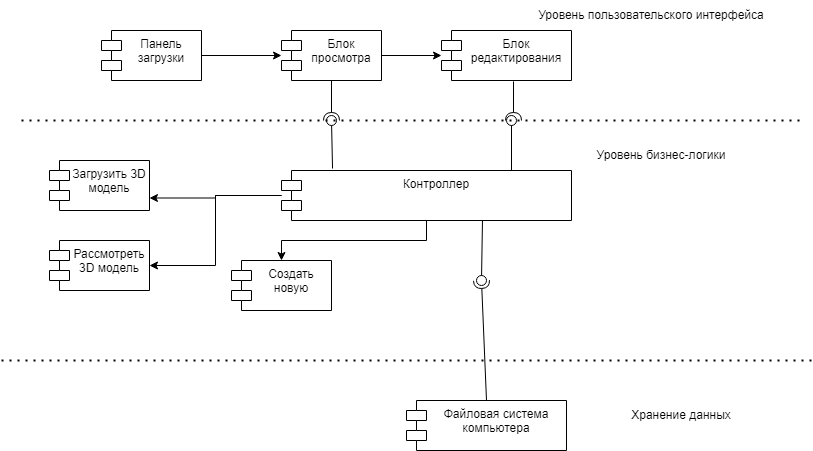 Уровень пользовательского интерфейса
Панель
загрузки
Блок
просмотра
Блок
редактирования
Уровень бизнес-логики
Загрузить 3D
модель
Контроллер
Рассмотреть
3D модель
Создать
новую
Файловая система
компьютера
Хранение данных